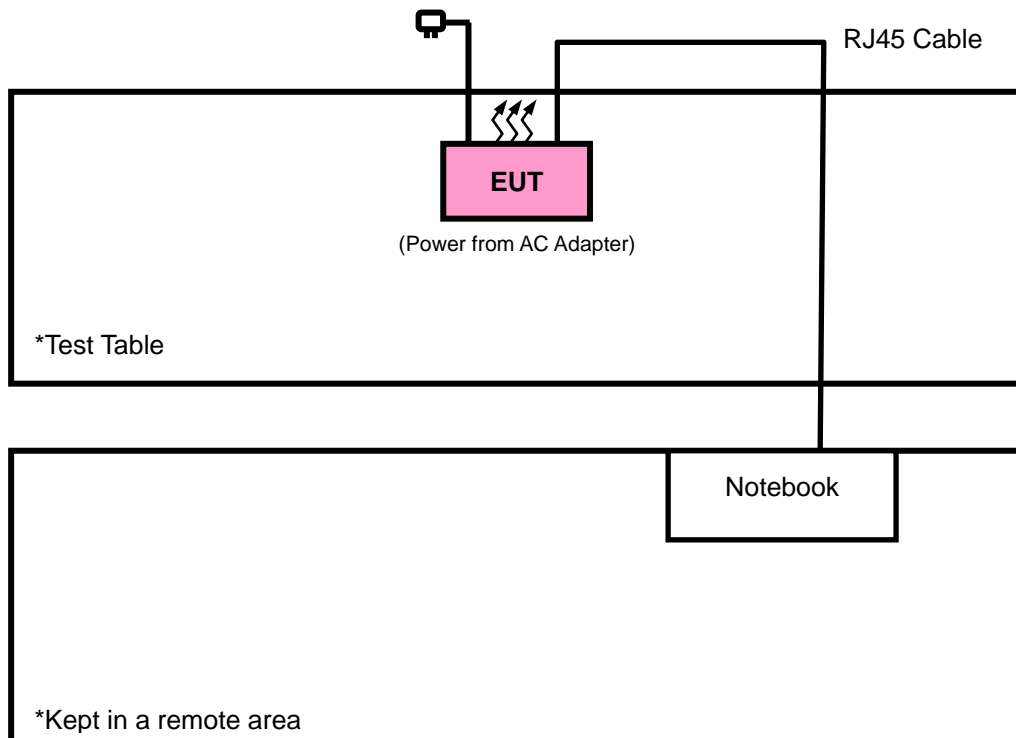 RJ45 Cable
EUT
(Power from AC Adapter)
*Test Table
Notebook
*Kept in a remote area